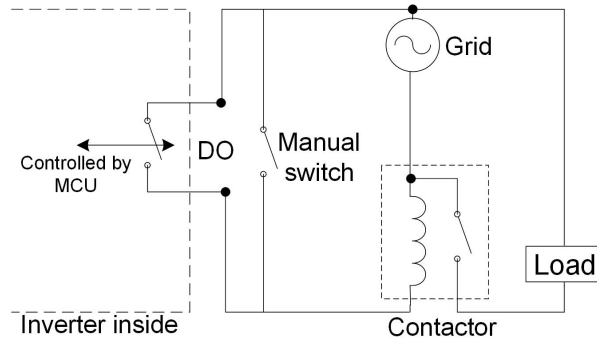 Grid
Controlled by
MCU
DO
Manual
switch
Load
Inverter inside
Contactor